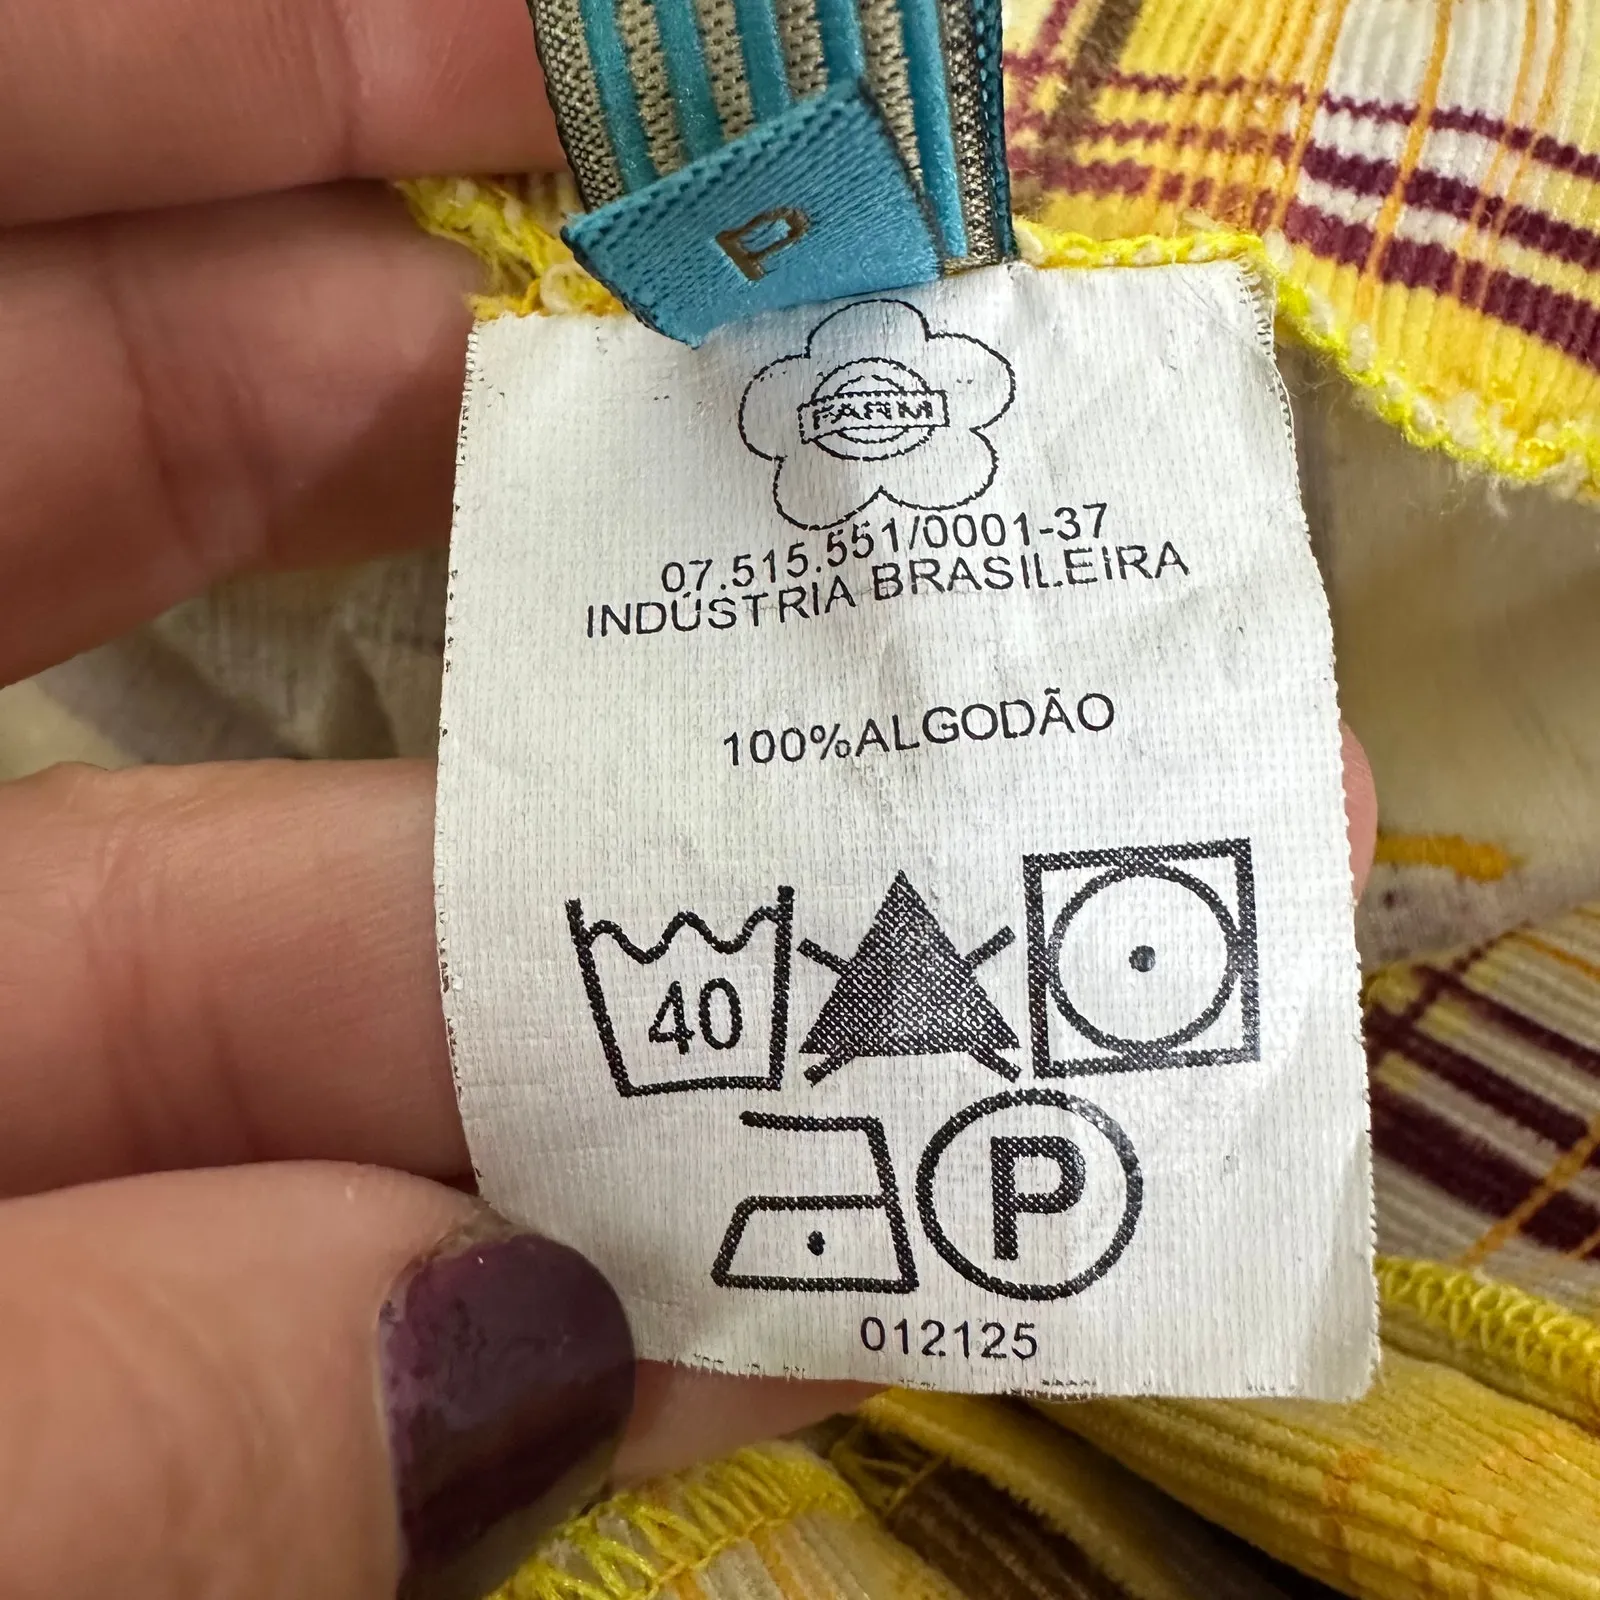 P
FARM
07.515.551/0001-37
INDÚSTRIA BRASILEIRA
100%ALGODÃO
40
P
012125